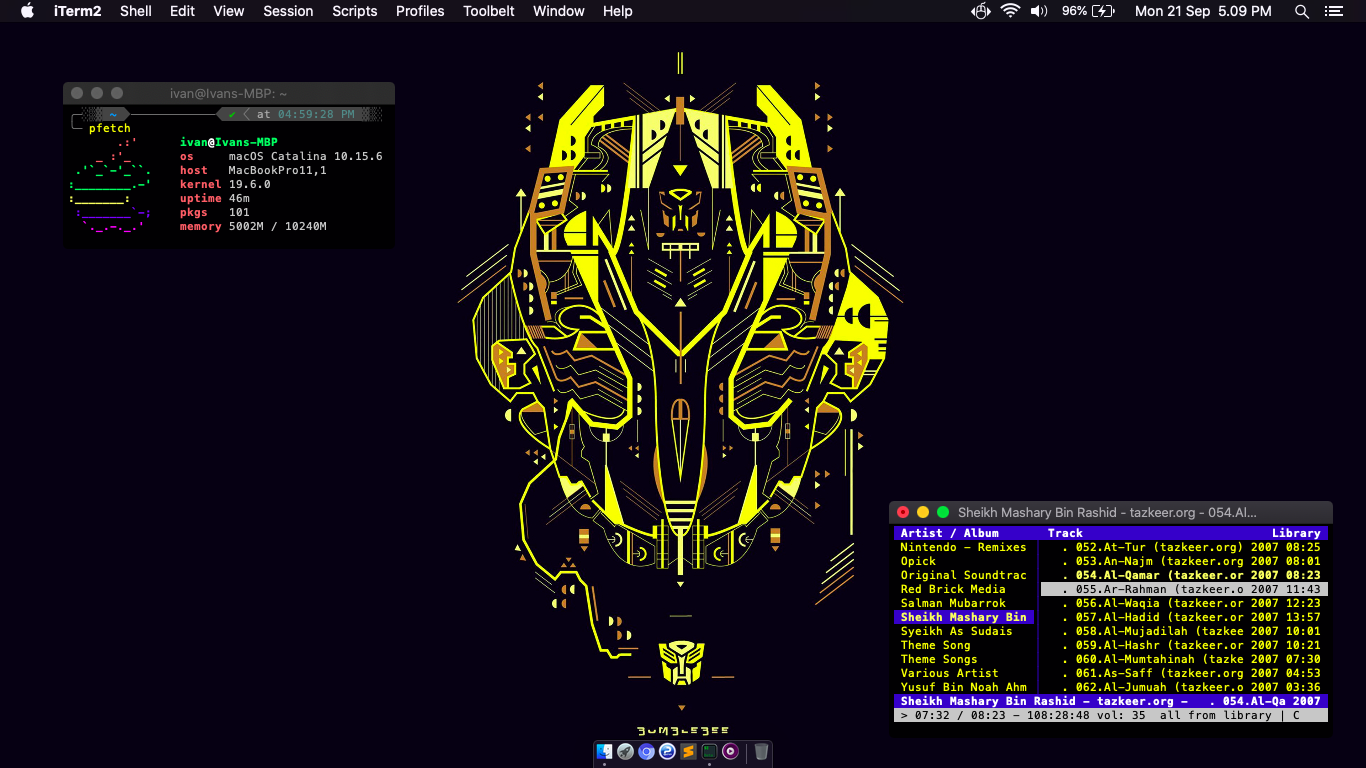 iTerm2 Shell Edit View Session Scripts Profiles Toolbelt Window Help 96% Mon 21 Sep 5.09 PM
ivan@Ivans-MBP: ~
~ ✔ at 04:59:28 PM
pfetch
ivan@Ivans-MBP
os macOS Catalina 10.15.6
host MacBookPro11,1
kernel 19.6.0
uptime 46m
pkgs 101
memory 5002M / 10240M
Sheikh Mashary Bin Rashid - tazkeer.org - 054.Al-...
Artist / Album Track Library
Nintendo - Remixes . 052.At-Tur (tazkeer.org) 2007 08:25
Opick . 053.An-Najm (tazkeer.org 2007 08:01
Original Soundtrac . 054.Al-Qamar (tazkeer.or 2007 08:23
Red Brick Media . 055.Ar-Rahman (tazkeer.o 2007 11:43
Salman Mubarrok . 056.Al-Waqia (tazkeer.or 2007 12:23
Sheikh Mashary Bin . 057.Al-Hadid (tazkeer.or 2007 13:57
Syeikh As Sudais . 058.Al-Mujadilah (tazkee 2007 10:01
Theme Song . 059.Al-Hashr (tazkeer.or 2007 10:21
Theme Songs . 060.Al-Mumtahinah (tazke 2007 07:30
Various Artist . 061.As-Saff (tazkeer.org 2007 04:53
Yusuf Bin Noah Ahm . 062.Al-Jumuah (tazkeer.o 2007 03:36
Sheikh Mashary Bin Rashid - tazkeer.org - . 054.Al-Qa 2007
> 07:32 / 08:23 - 108:28:48 vol: 35 all from library | C
BUMBLEBEE